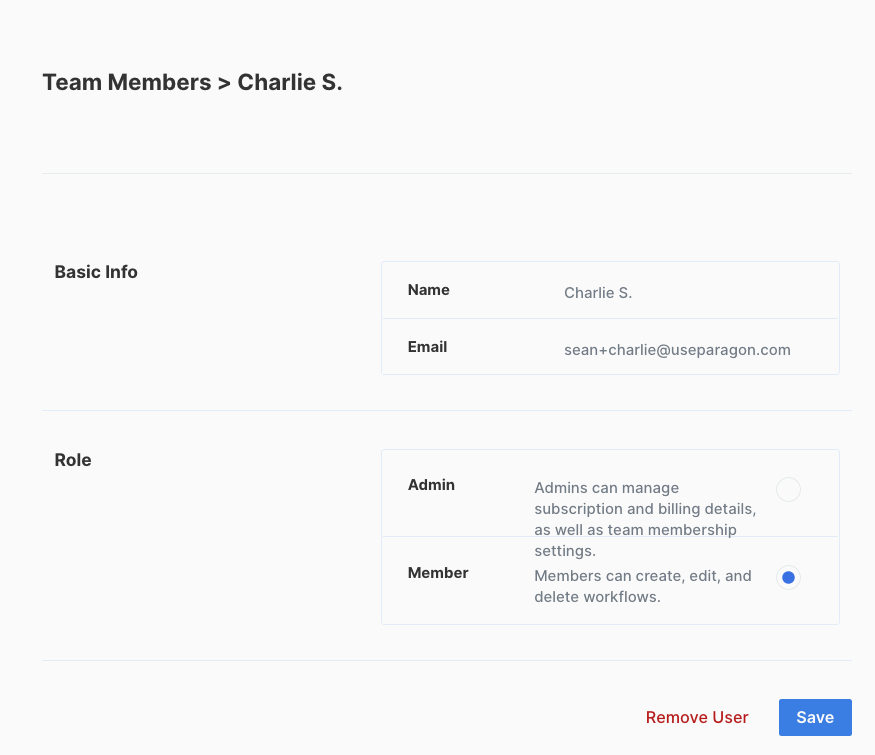 Team Members > Charlie S.
Basic Info
Name
Charlie S.
Email
sean+charlie@useparagon.com
Role
Admin
Admins can manage
subscription and billing details,
as well as team membership
settings.
Member
Members can create, edit, and
delete workflows.
Remove User
Save